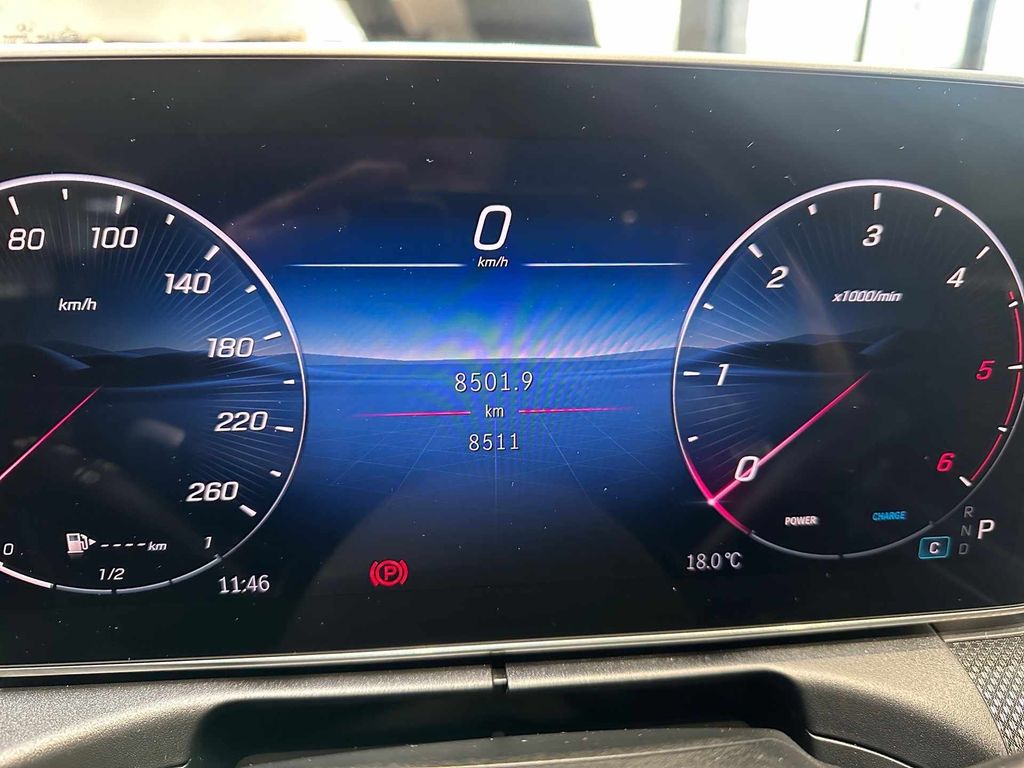 0
km/h
80
100
140
180
220
260
km/h
0
---- km
1
1/2
11:46
8501.9
km
8511
P
18.0°C
0
1
2
3
4
5
6
x1000/min
POWER
CHARGE
R
N
D
P
C